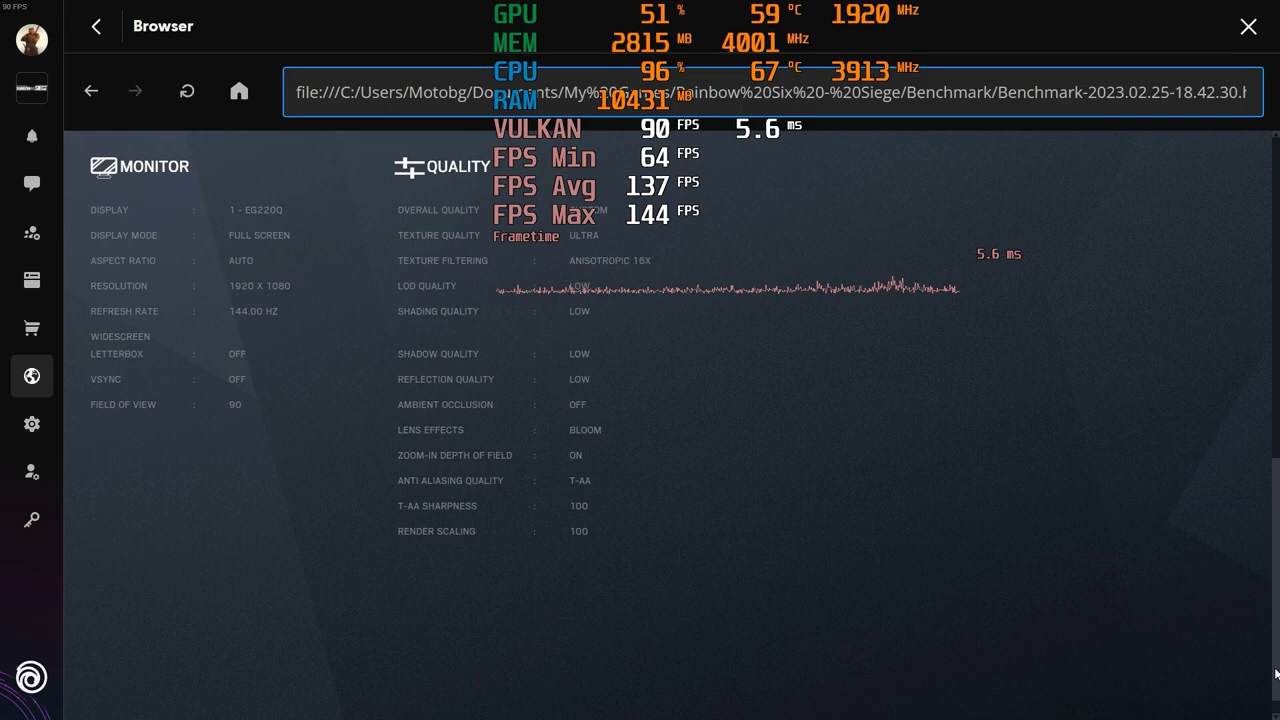 90 FPS
GPU 51 % 59 °C 1920 MHz
Browser
MEM 2815 MB 4001 MHz
CPU 96 % 67 °C 3913 MHz
file:///C:/Users/Motobg/Documents/My%20Games/Rainbow%20Six%20-%20Siege/Benchmark/Benchmark-2023.02.25-18.42.30.h
RAM 10431 MB
VULKAN 90 FPS 5.6 ms
FPS Min 64 FPS
FPS Avg 137 FPS
FPS Max 144 FPS
Frametime
5.6 ms
MONITOR
DISPLAY : 1 - EG220Q
DISPLAY MODE : FULL SCREEN
ASPECT RATIO : AUTO
RESOLUTION : 1920 X 1080
REFRESH RATE : 144.00 HZ
WIDESCREEN
LETTERBOX : OFF
VSYNC : OFF
FIELD OF VIEW : 90
QUALITY
OVERALL QUALITY CUSTOM
TEXTURE QUALITY ULTRA
TEXTURE FILTERING : ANISOTROPIC 16X
LOD QUALITY : LOW
SHADING QUALITY : LOW
SHADOW QUALITY : LOW
REFLECTION QUALITY : LOW
AMBIENT OCCLUSION : OFF
LENS EFFECTS : BLOOM
ZOOM-IN DEPTH OF FIELD : ON
ANTI ALIASING QUALITY : T-AA
T-AA SHARPNESS : 100
RENDER SCALING : 100